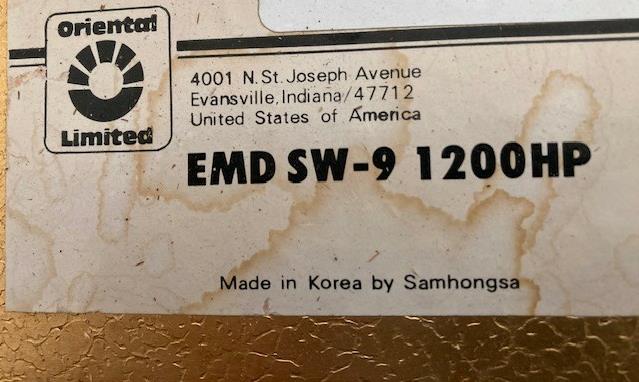 Oriental
Limited
4001 N.St.Joseph Avenue
Evansville,Indiana/47712
United States of America
EMD SW-9 1200HP
Made in Korea by Samhongsa